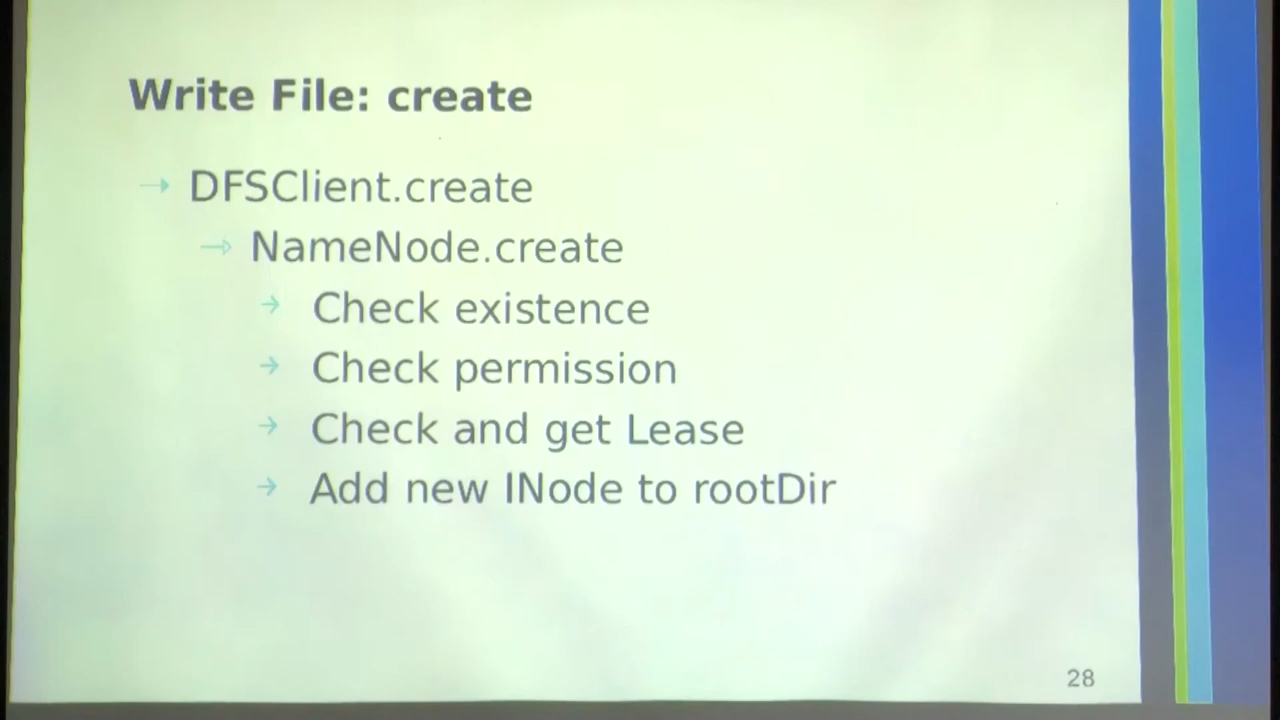 Write File: create
→ DFSClient.create
→ NameNode.create
→ Check existence
→ Check permission
→ Check and get Lease
→ Add new INode to rootDir
28